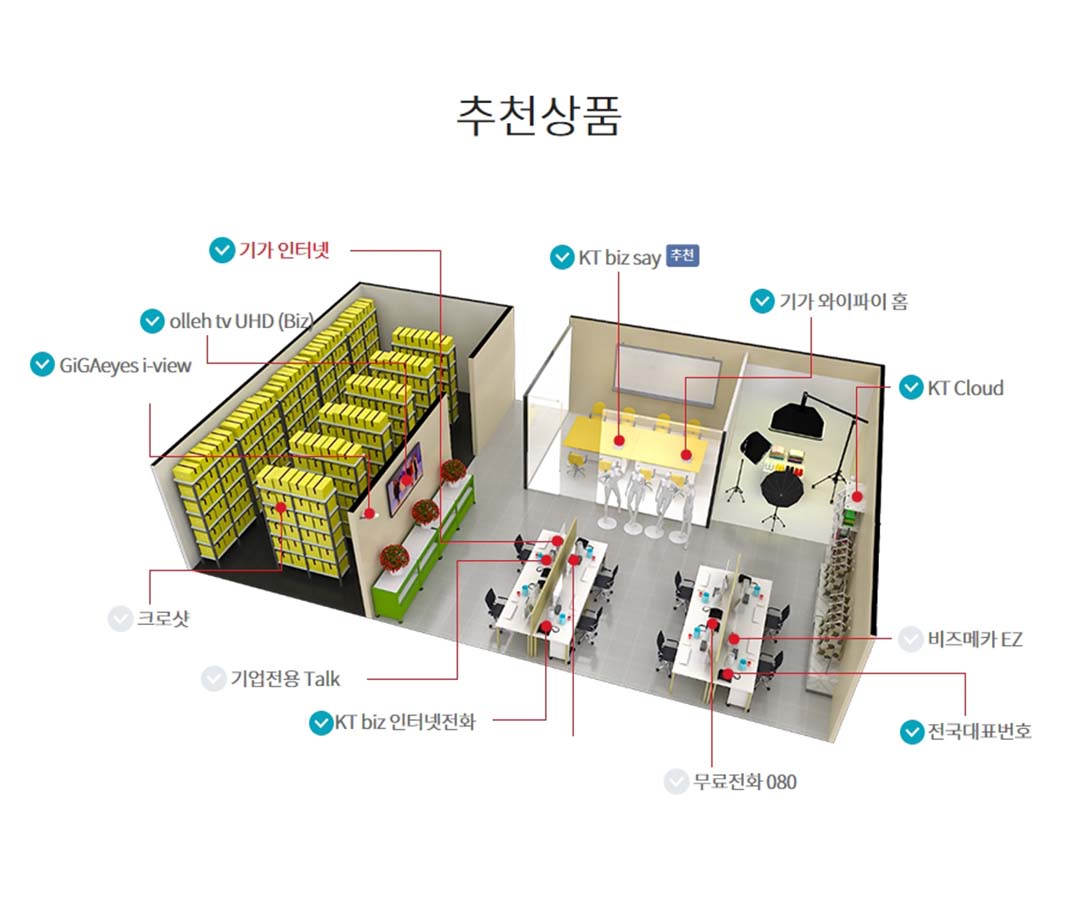 추천상품
기가 인터넷
KT biz say 추천
기가 와이파이 홈
olleh tv UHD (Biz)
GiGAeyes i-view
KT Cloud
크로샷
비즈메카 EZ
기업전용 Talk
KT biz 인터넷전화
전국대표번호
무료전화 080